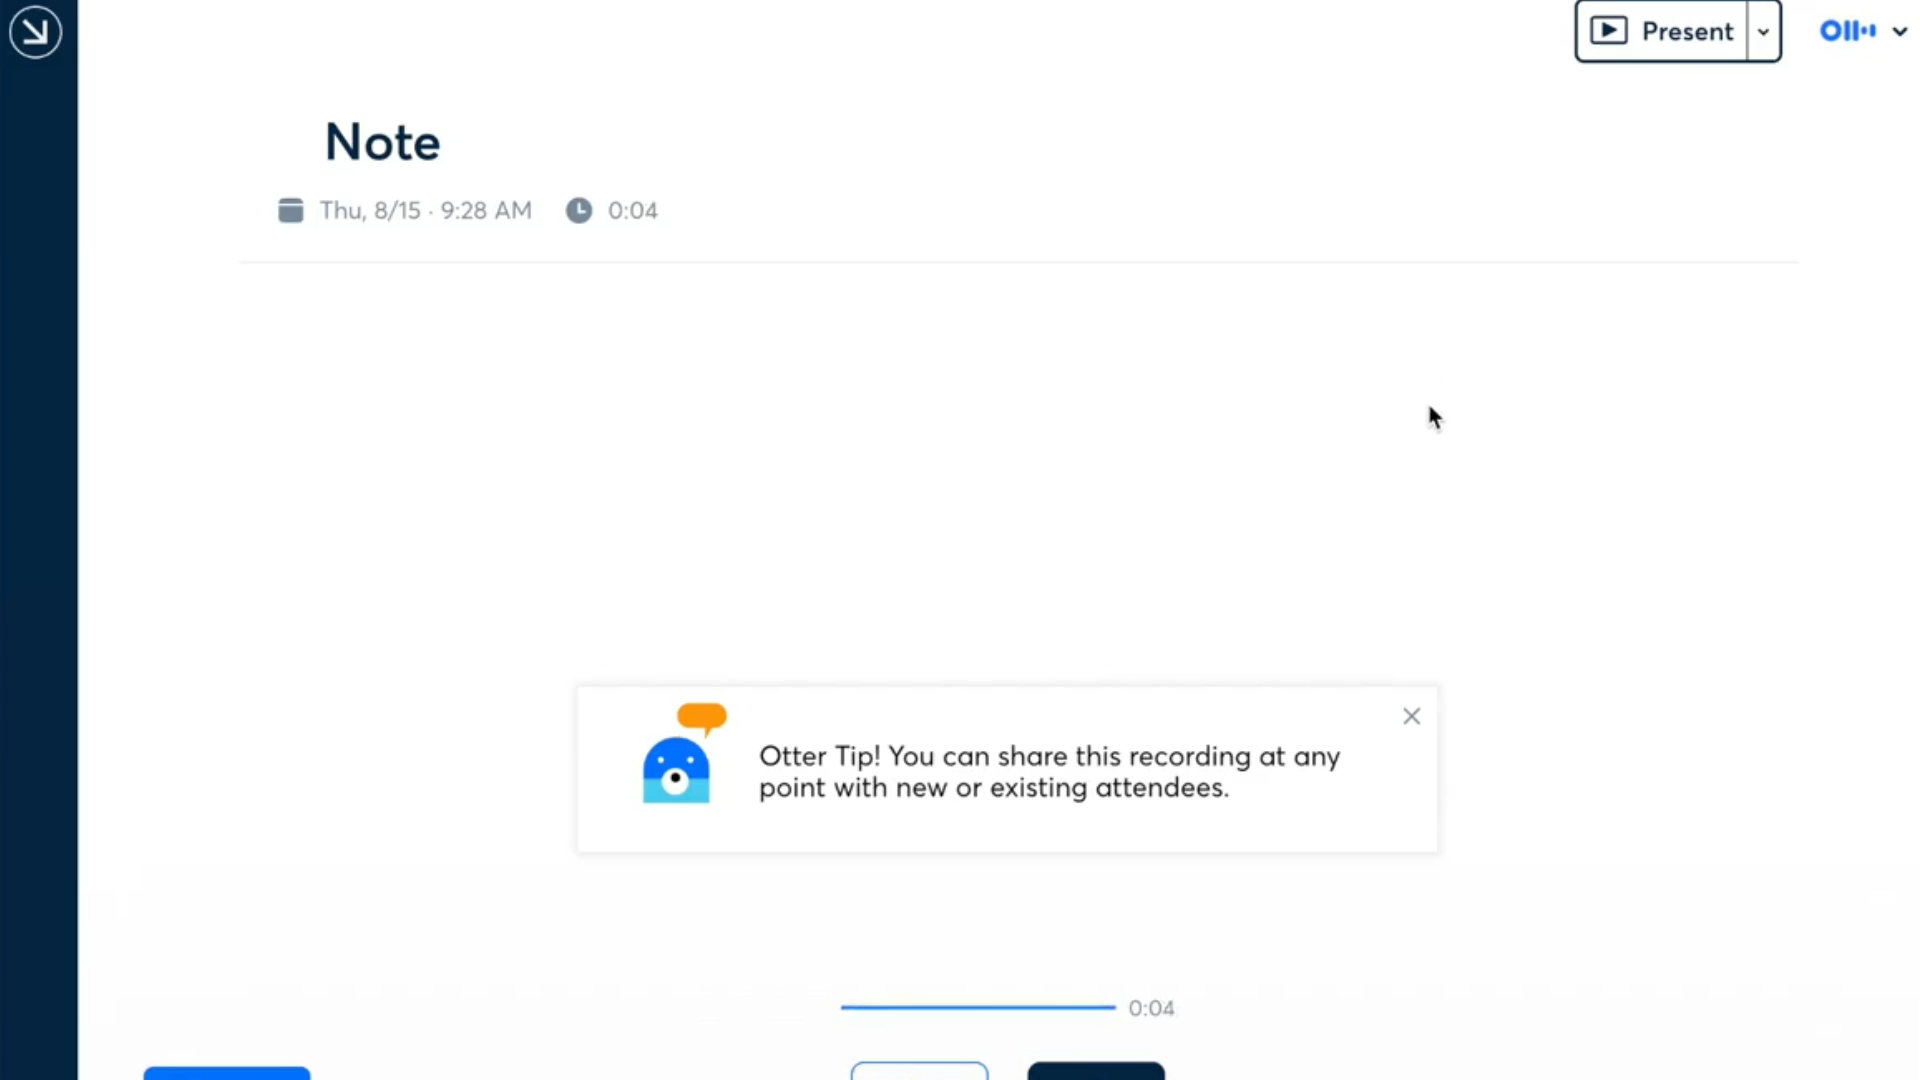 Present
Note
Thu, 8/15 · 9:28 AM
0:04
Otter Tip! You can share this recording at any
point with new or existing attendees.
0:04